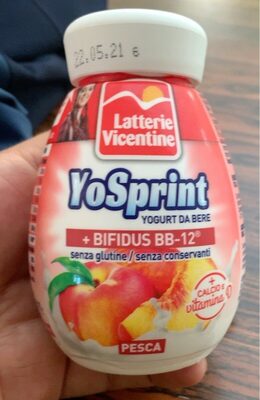 22.05.21 6
Latterie
Vicentine
YoSprint
YOGURT DA BERE
+ BIFIDUS BB-12®
senza glutine/senza conservanti
+
CALCIO E
vitamina D
PESCA